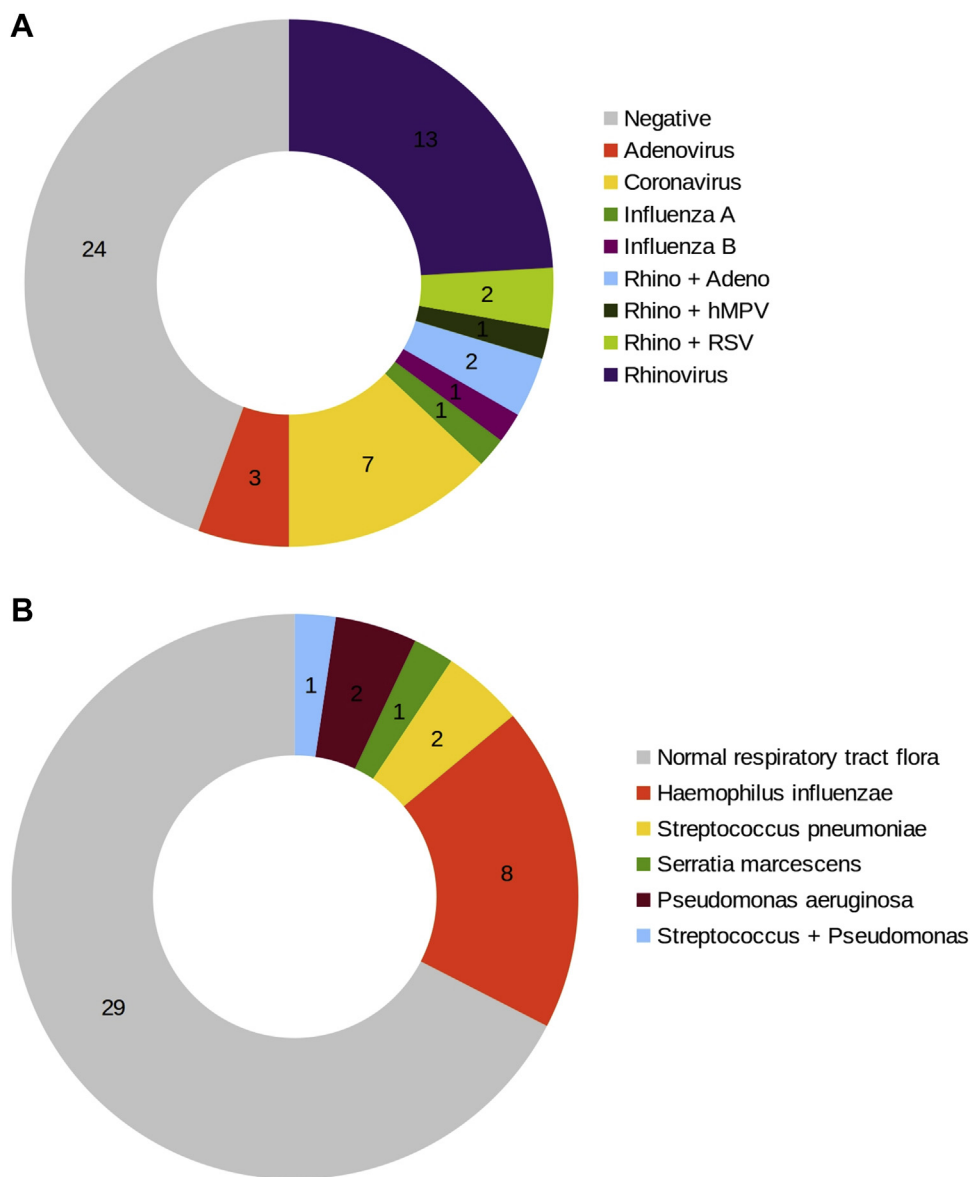 A
13
24
2
1
2
1
1
7
3
Negative
Adenovirus
Coronavirus
Influenza A
Influenza B
Rhino + Adeno
Rhino + hMPV
Rhino + RSV
Rhinovirus
B
1
2
1
2
8
29
Normal respiratory tract flora
Haemophilus influenzae
Streptococcus pneumoniae
Serratia marcescens
Pseudomonas aeruginosa
Streptococcus + Pseudomonas